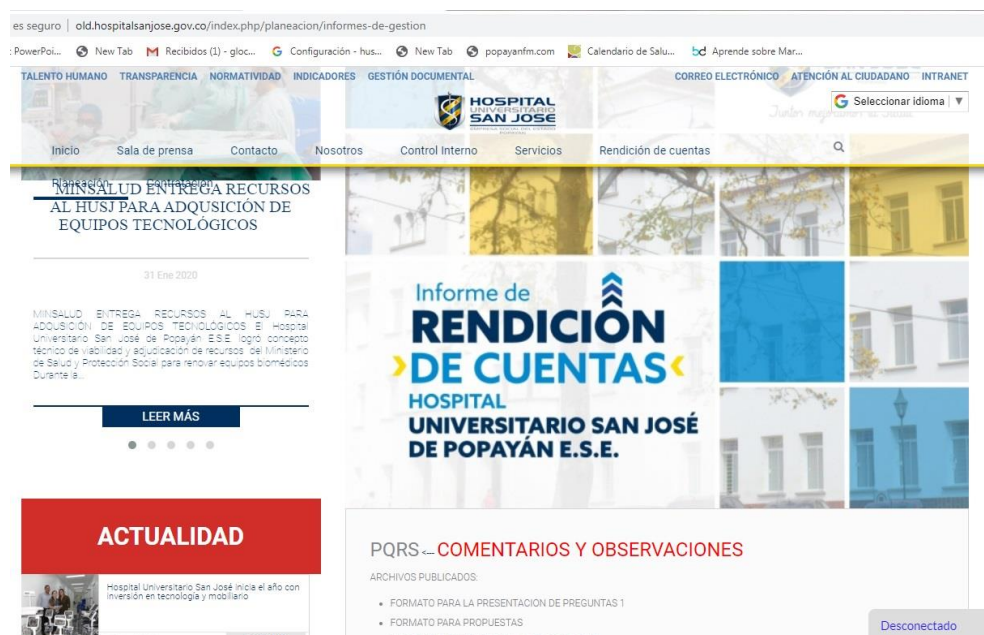 es seguro | old.hospitalsanjose.gov.co/index.php/planeacion/informes-de-gestion
PowerPoi... New Tab Recibidos (1) - gloc... Configuración - hus... New Tab popayanfm.com Calendario de Salu... Aprende sobre Mar...
TALENTO HUMANO TRANSPARENCIA NORMATIVIDAD INDICADORES GESTIÓN DOCUMENTAL CORREO ELECTRÓNICO ATENCIÓN AL CIUDADANO INTRANET
HOSPITAL
UNIVERSITARIO
SAN JOSE
EMPRESA SOCIAL DEL ESTADO
POPAYAN
Seleccionar idioma
Inicio Sala de prensa Contacto Nosotros Control Interno Servicios Rendición de cuentas
Planeación Contratación
MINSALUD ENTREGA RECURSOS
AL HUSJ PARA ADQUSICIÓN DE
EQUIPOS TECNOLÓGICOS
31 Ene 2020
MINSALUD ENTREGA RECURSOS AL HUSJ PARA
ADQUSICIÓN DE EQUIPOS TECNOLÓGICOS El Hospital
Universitario San José de Popayán E.S.E. logró concepto
técnico de viabilidad y adjudicación de recursos del Ministerio
de Salud y Protección Social para renovar equipos biomédicos
Durante la...
LEER MÁS
Informe de
RENDICIÓN
DE CUENTAS
HOSPITAL
UNIVERSITARIO SAN JOSÉ
DE POPAYÁN E.S.E.
ACTUALIDAD
Hospital Universitario San José inicia el año con
inversión en tecnología y mobiliario
PQRS <--- COMENTARIOS Y OBSERVACIONES
ARCHIVOS PUBLICADOS:
• FORMATO PARA LA PRESENTACION DE PREGUNTAS 1
• FORMATO PARA PROPUESTAS
Desconectado